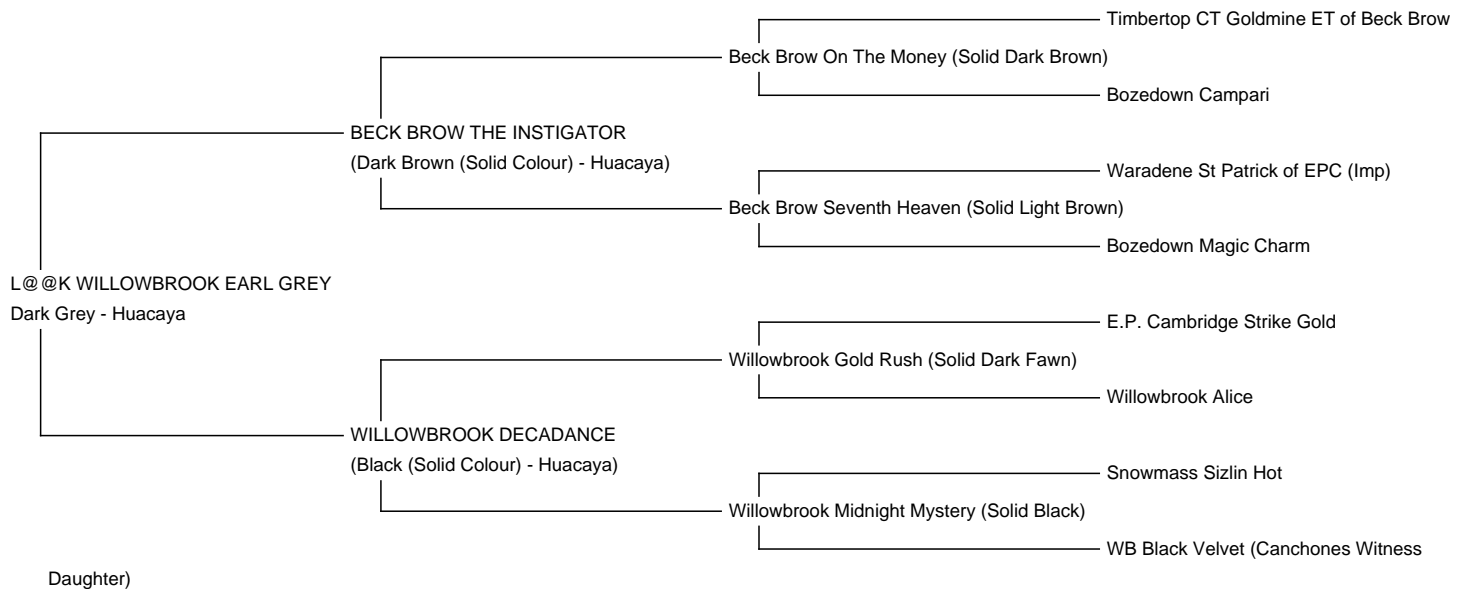 Timbertop CT Goldmine ET of Beck Brow
Beck Brow On The Money (Solid Dark Brown)
Bozedown Campari
BECK BROW THE INSTIGATOR
(Dark Brown (Solid Colour) - Huacaya)
Waradene St Patrick of EPC (Imp)
Beck Brow Seventh Heaven (Solid Light Brown)
Bozedown Magic Charm
L@@K WILLOWBROOK EARL GREY
Dark Grey - Huacaya
E.P. Cambridge Strike Gold
Willowbrook Gold Rush (Solid Dark Fawn)
Willowbrook Alice
WILLOWBROOK DECADANCE
(Black (Solid Colour) - Huacaya)
Snowmass Sizlin Hot
Willowbrook Midnight Mystery (Solid Black)
WB Black Velvet (Canchones Witness
Daughter)